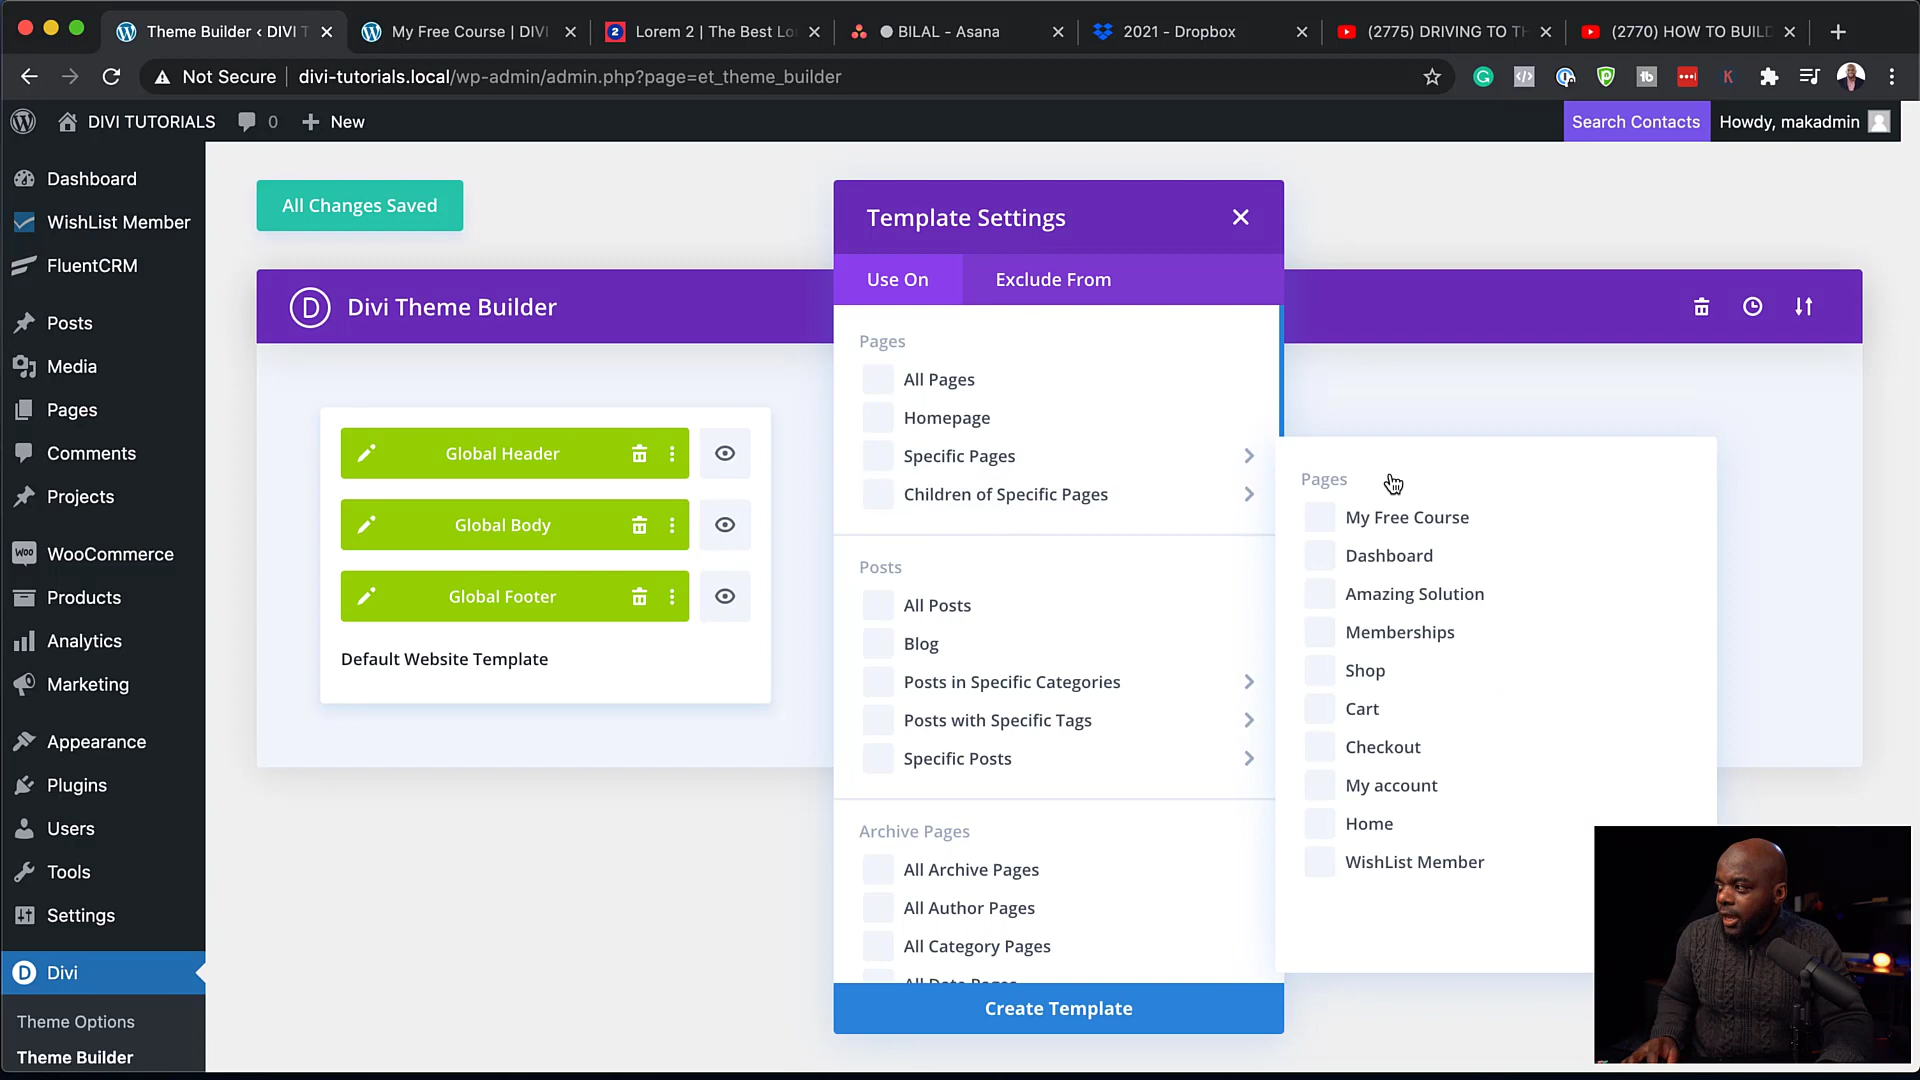 Theme Builder ‹ DIVI T
My Free Course | DIVI
2
Lorem 2 | The Best Lo
BILAL - Asana
2021 - Dropbox
(2775) DRIVING TO TH
(2770) HOW TO BUILD
Not Secure
divi-tutorials.local/wp-admin/admin.php?page=et_theme_builder
DIVI TUTORIALS
0
New
Search Contacts
Howdy, makadmin
Dashboard
WishList Member
FluentCRM
Posts
Media
Pages
Comments
Projects
WooCommerce
Products
Analytics
Marketing
Appearance
Plugins
Users
Tools
Settings
Divi
Theme Options
Theme Builder
All Changes Saved
D
Divi Theme Builder
Global Header
Global Body
Global Footer
Default Website Template
Template Settings
Use On
Exclude From
Pages
All Pages
Homepage
Specific Pages
Children of Specific Pages
Posts
All Posts
Blog
Posts in Specific Categories
Posts with Specific Tags
Specific Posts
Archive Pages
All Archive Pages
All Author Pages
All Category Pages
All Date Pages
Create Template
Pages
My Free Course
Dashboard
Amazing Solution
Memberships
Shop
Cart
Checkout
My account
Home
WishList Member